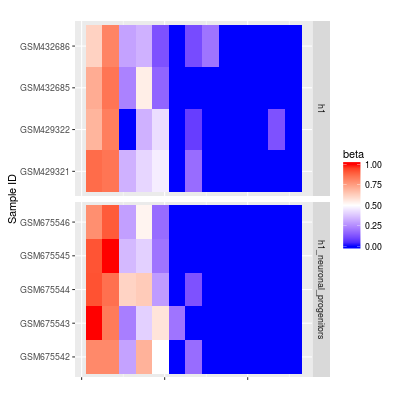 GSM432686
GSM432685
GSM429322
GSM429321
h1
GSM675546
GSM675545
GSM675544
GSM675543
GSM675542
h1_neuronal_progenitors
Sample ID
beta
1.00
0.75
0.50
0.25
0.00